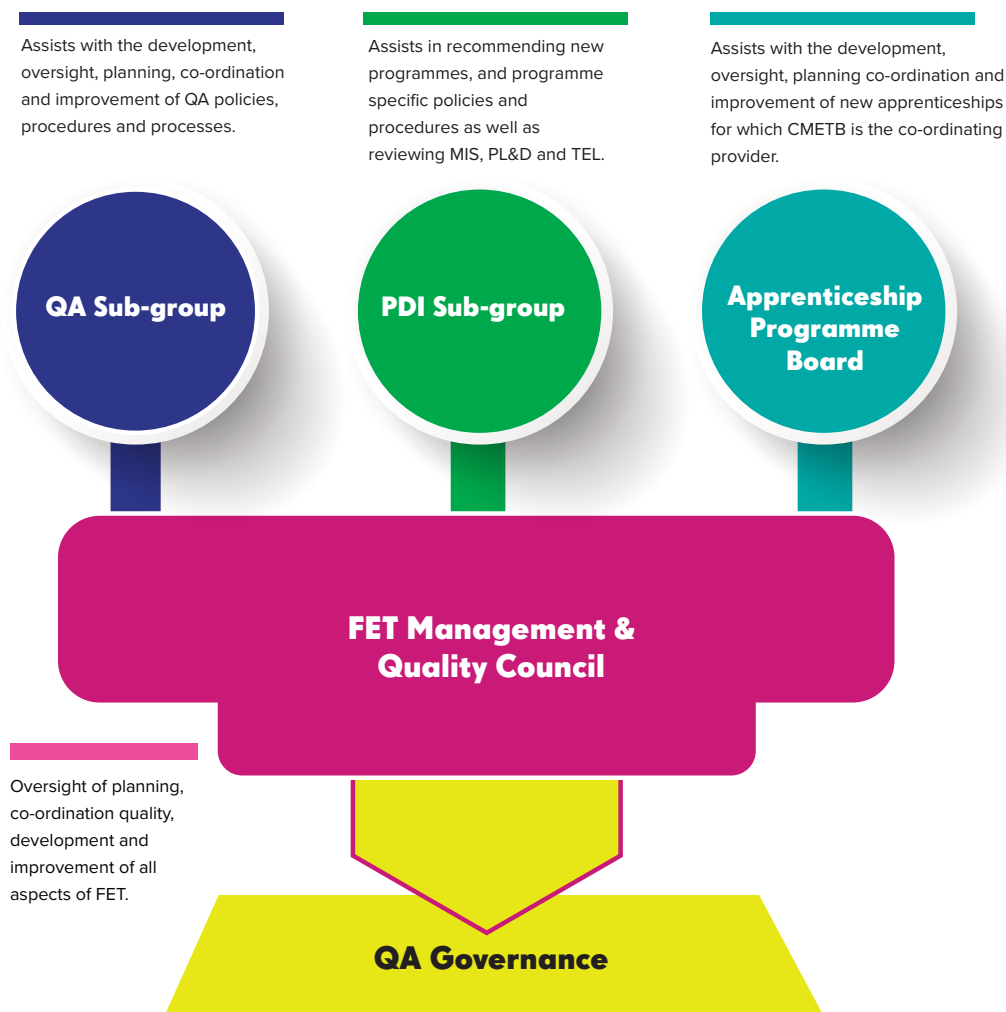 Assists with the development,
oversight, planning, co-ordination
and improvement of QA policies,
procedures and processes.
Assists in recommending new
programmes, and programme
specific policies and
procedures as well as
reviewing MIS, PL&D and TEL.
Assists with the development,
oversight, planning co-ordination and
improvement of new apprenticeships
for which CMETB is the co-ordinating
provider.
QA Sub-group
PDI Sub-group
Apprenticeship
Programme
Board
FET Management &
Quality Council
Oversight of planning,
co-ordination quality,
development and
improvement of all
aspects of FET.
QA Governance